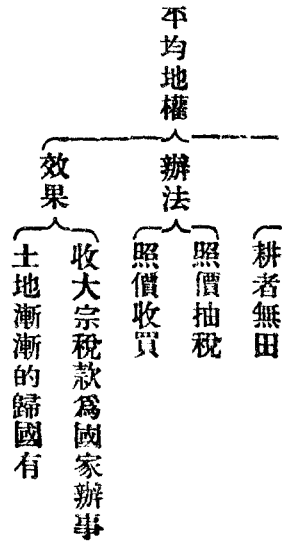 平均地權
耕者無田
辦法
照價抽稅
照價收買
效果
收大宗稅款爲國家辦事
土地漸漸的歸國有